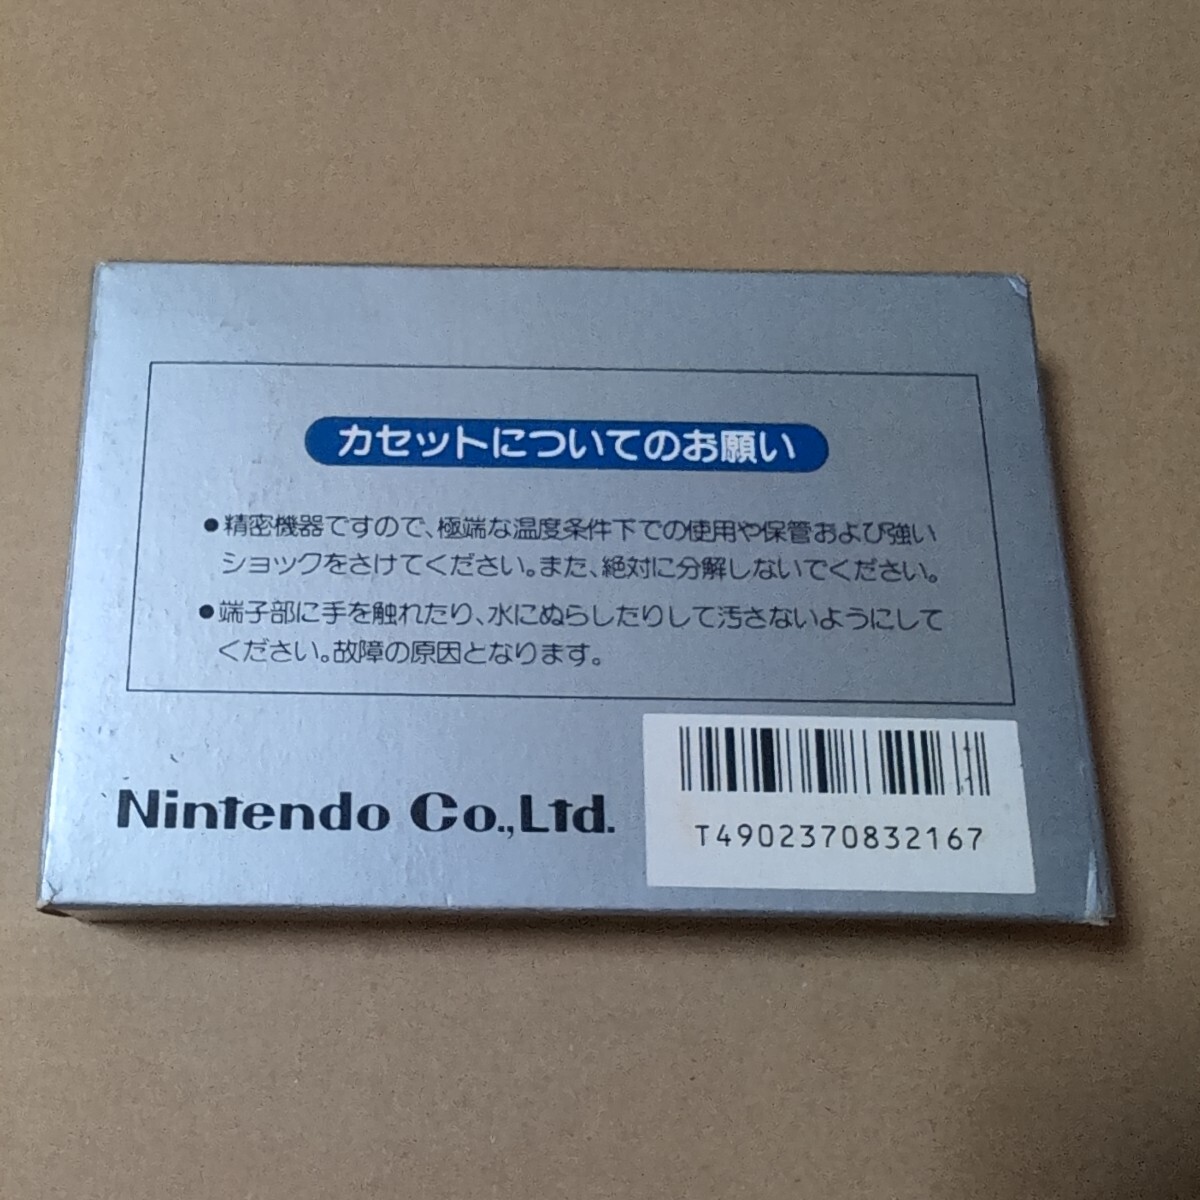 カセットについてのお願い
●精密機器ですので、極端な温度条件下での使用や保管および強い
ショックをさけてください。また、絶対に分解しないでください。
●端子部に手を触れたり、水にぬらしたりして汚さないようにして
ください。故障の原因となります。
Nintendo Co.,Ltd.
T4902370832167